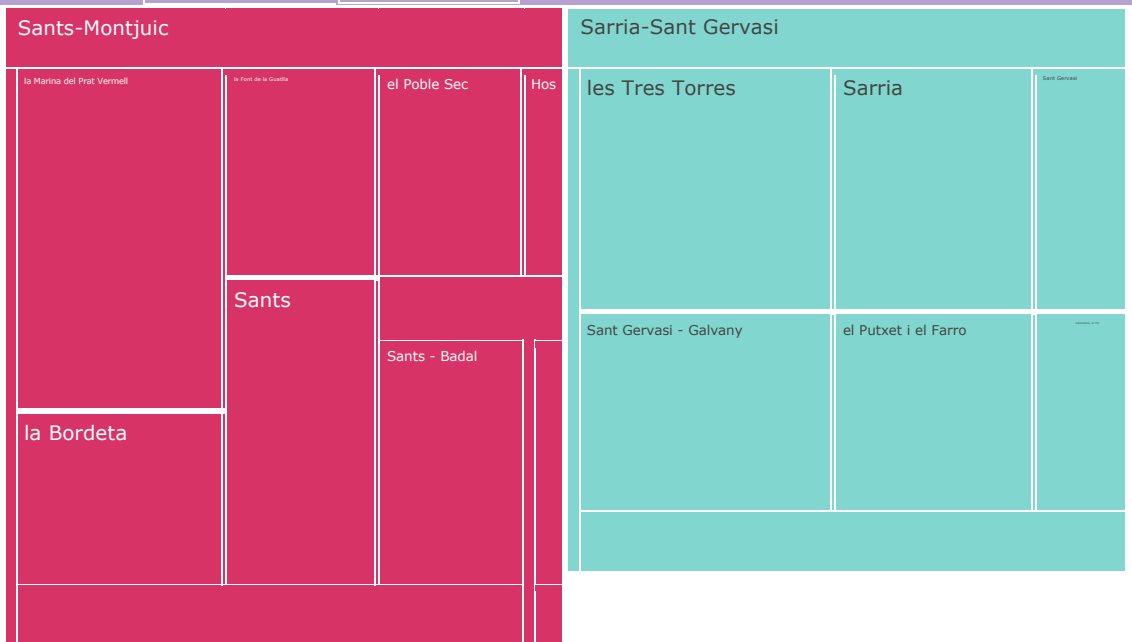 Sants-Montjuic
Sarria-Sant Gervasi
la Marina del Prat Vermell
la Font de la Guatlla
el Poble Sec
Hos
les Tres Torres
Sarria
Sant Gervasi
Sants
Sant Gervasi - Galvany
el Putxet i el Farro
Sants - Badal
la Bordeta